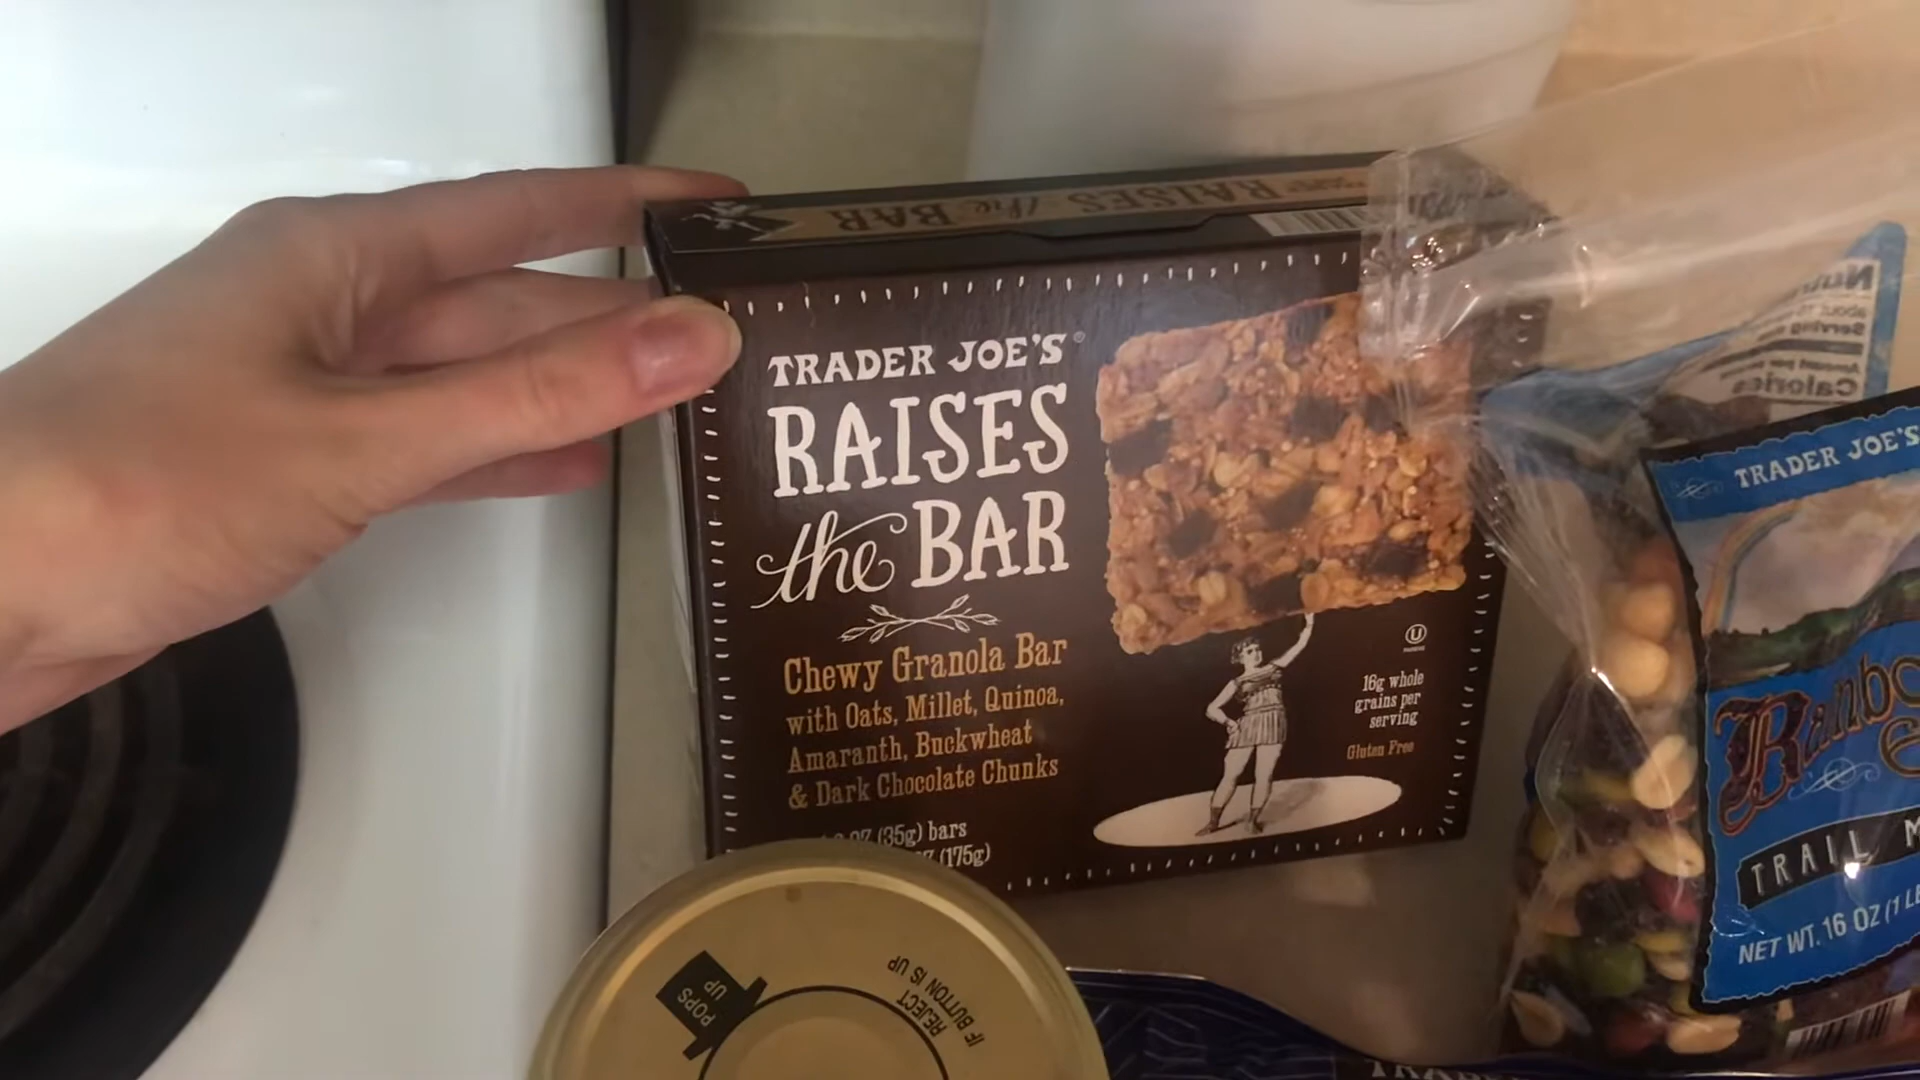 RAISES the BAR
TRADER JOE'S®
RAISES
the BAR
Chewy Granola Bar
with Oats, Millet, Quinoa,
Amaranth, Buckwheat
& Dark Chocolate Chunks
(35g) bars
(175g)
U
16g whole
grains per
serving
Gluten Free
Serving
Calories
TRADER JOE'S
TRAIL
NET WT. 16 OZ (1
POPS
UP
REJECT
IF BUTTON IS UP